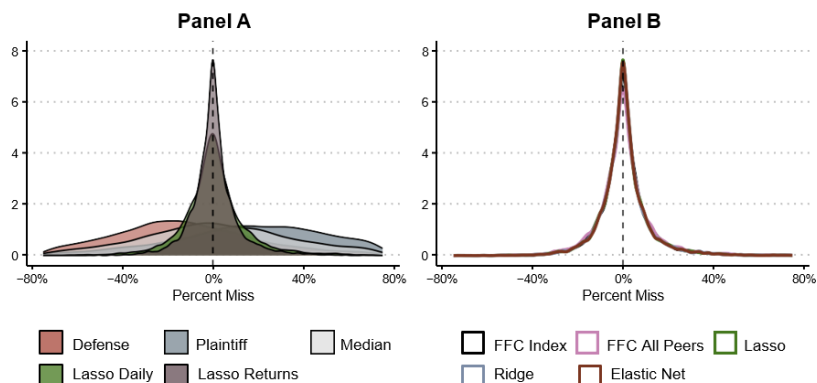 Panel A
Panel B
8
6
4
2
0
−80%
−40%
0%
40%
80%
Percent Miss
8
6
4
2
0
−80%
−40%
0%
40%
80%
Percent Miss
Defense
Plaintiff
Median
Lasso Daily
Lasso Returns
FFC Index
FFC All Peers
Lasso
Ridge
Elastic Net